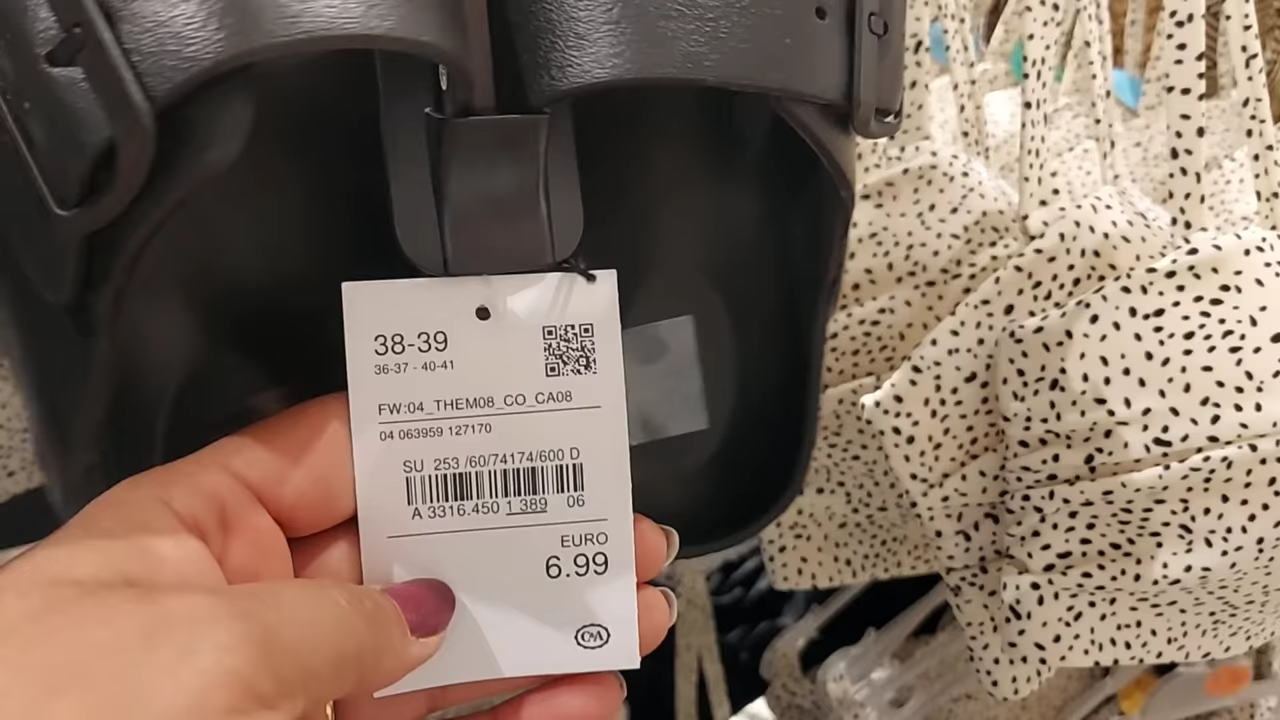 38-39
36-37 - 40-41
FW:04_THEM08_CO_CA08
04 063959 127170
SU 253 /60/74174/600 D
A 3316.450 1 389 06
EURO
6.99
C&A